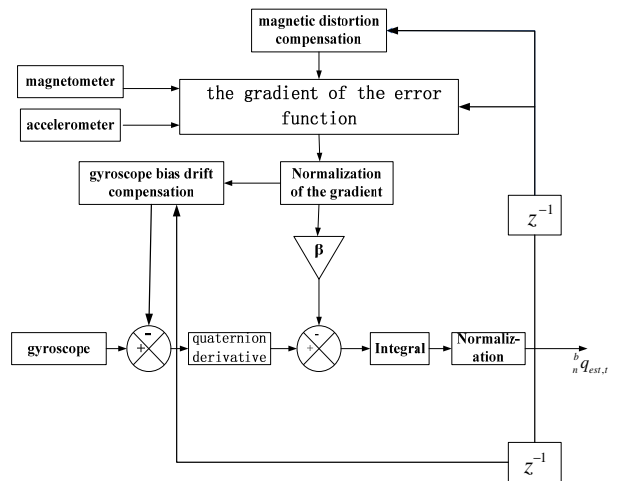 magnetic distortion
compensation
magnetometer
the gradient of the error
function
accelerometer
gyroscope bias drift
compensation
Normalization
of the gradient
z⁻¹
β
-
-
gyroscope
+
quaternion
derivative
+
Integral
Normaliz-
ation
ᵇₙq est,t
z⁻¹